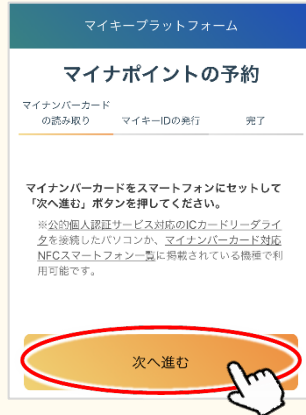 マイキープラットフォーム
マイナポイントの予約
マイナンバーカード
の読み取り
マイキーIDの発行
完了
マイナンバーカードをスマートフォンにセットして
「次へ進む」ボタンを押してください。
※公的個人認証サービス対応のICカードリーダライ
タを接続したパソコンか、マイナンバーカード対応
NFCスマートフォン一覧に掲載されている機種で利
用可能です。
次へ進む